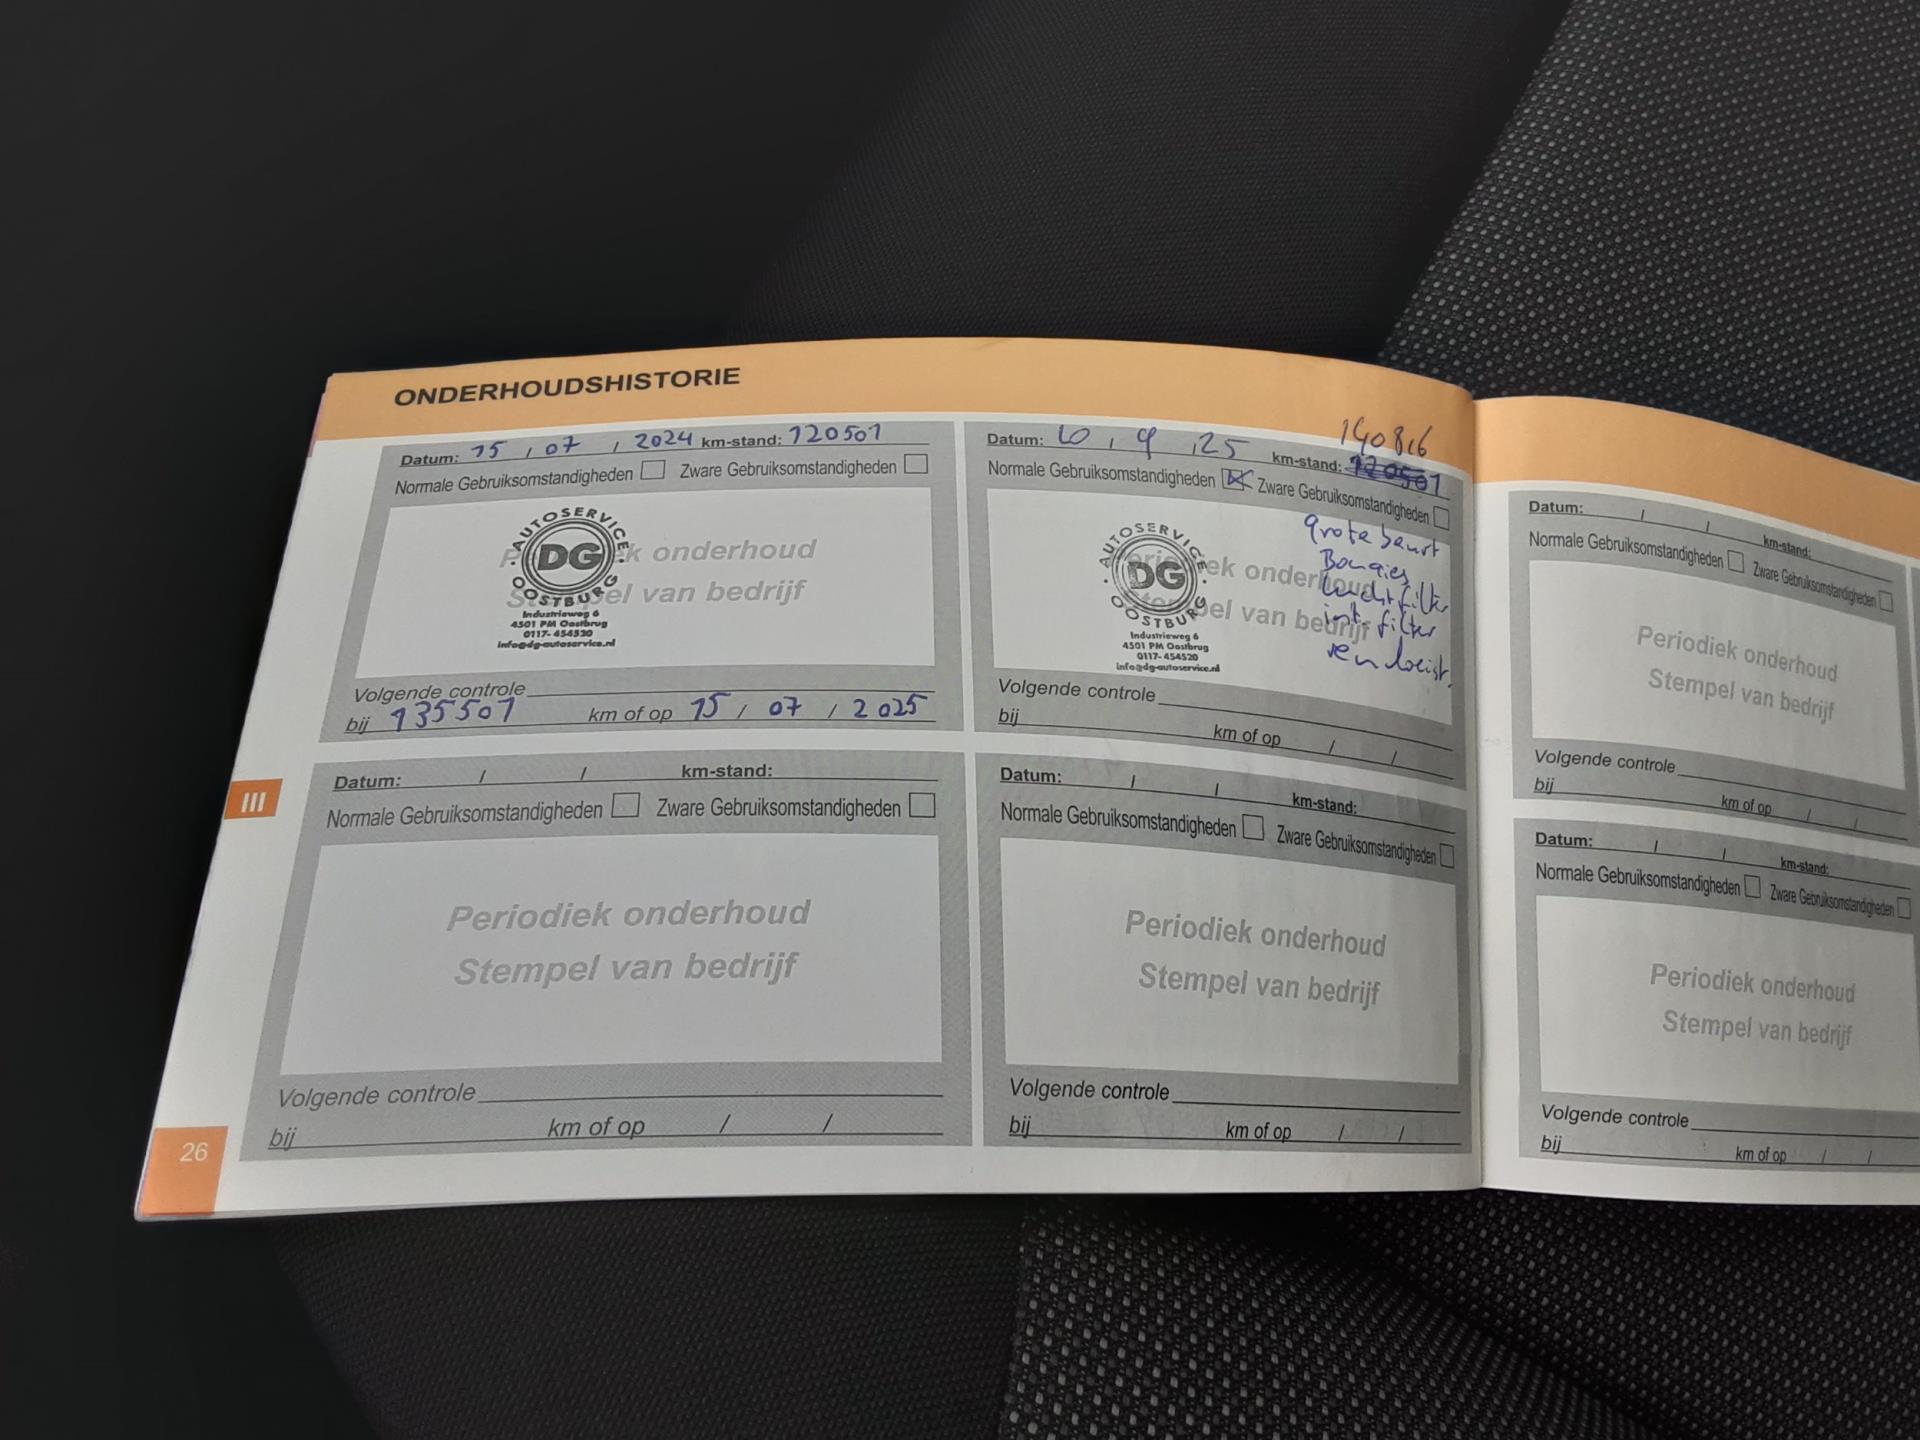 ONDERHOUDSHISTORIE
Datum: 15 / 07 / 2024 km-stand: 120501
Normale Gebruiksomstandigheden Zware Gebruiksomstandigheden
AUTOSERVICE
DG
OOSTBURG
Periodiek onderhoud
Stempel van bedrijf
Industrieweg 6
4501 PM Oostbrug
0117- 454520
info@dg-autoservice.nl
Volgende controle
bij 135501 km of op 15 / 07 / 2025
140816
Datum: 10 / 9 / 25 km-stand: 120501
Normale Gebruiksomstandigheden Zware Gebruiksomstandigheden
AUTOSERVICE
DG
OOSTBURG
Periodiek onderhoud
Stempel van bedrijf
Industrieweg 6
4501 PM Oostbrug
0117- 454520
info@dg-autoservice.nl
grote beurt
Bougies
luchtfilter
int. filter
Volgende controle
bij km of op / /
III
Datum: / / km-stand:
Normale Gebruiksomstandigheden Zware Gebruiksomstandigheden
Periodiek onderhoud
Stempel van bedrijf
Volgende controle
bij km of op / /
Datum: / / km-stand:
Normale Gebruiksomstandigheden Zware Gebruiksomstandigheden
Periodiek onderhoud
Stempel van bedrijf
Volgende controle
bij km of op / /
26
Datum: / / km-stand:
Normale Gebruiksomstandigheden Zware Gebruiksomstandigheden
Periodiek onderhoud
Stempel van bedrijf
Volgende controle
bij km of op / /
Datum: / / km-stand:
Normale Gebruiksomstandigheden Zware Gebruiksomstandigheden
Periodiek onderhoud
Stempel van bedrijf
Volgende controle
bij km of op / /